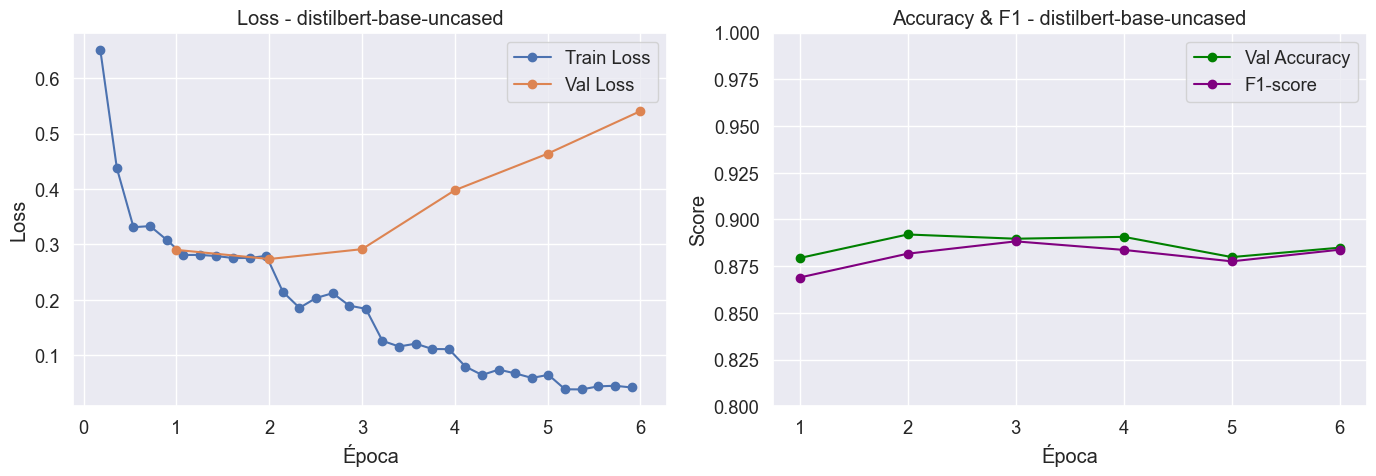 Loss - distilbert-base-uncased
Train Loss
Val Loss
Loss
0.6
0.5
0.4
0.3
0.2
0.1
0 1 2 3 4 5 6
Época
Accuracy & F1 - distilbert-base-uncased
Val Accuracy
F1-score
Score
1.000
0.975
0.950
0.925
0.900
0.875
0.850
0.825
0.800
1 2 3 4 5 6
Época